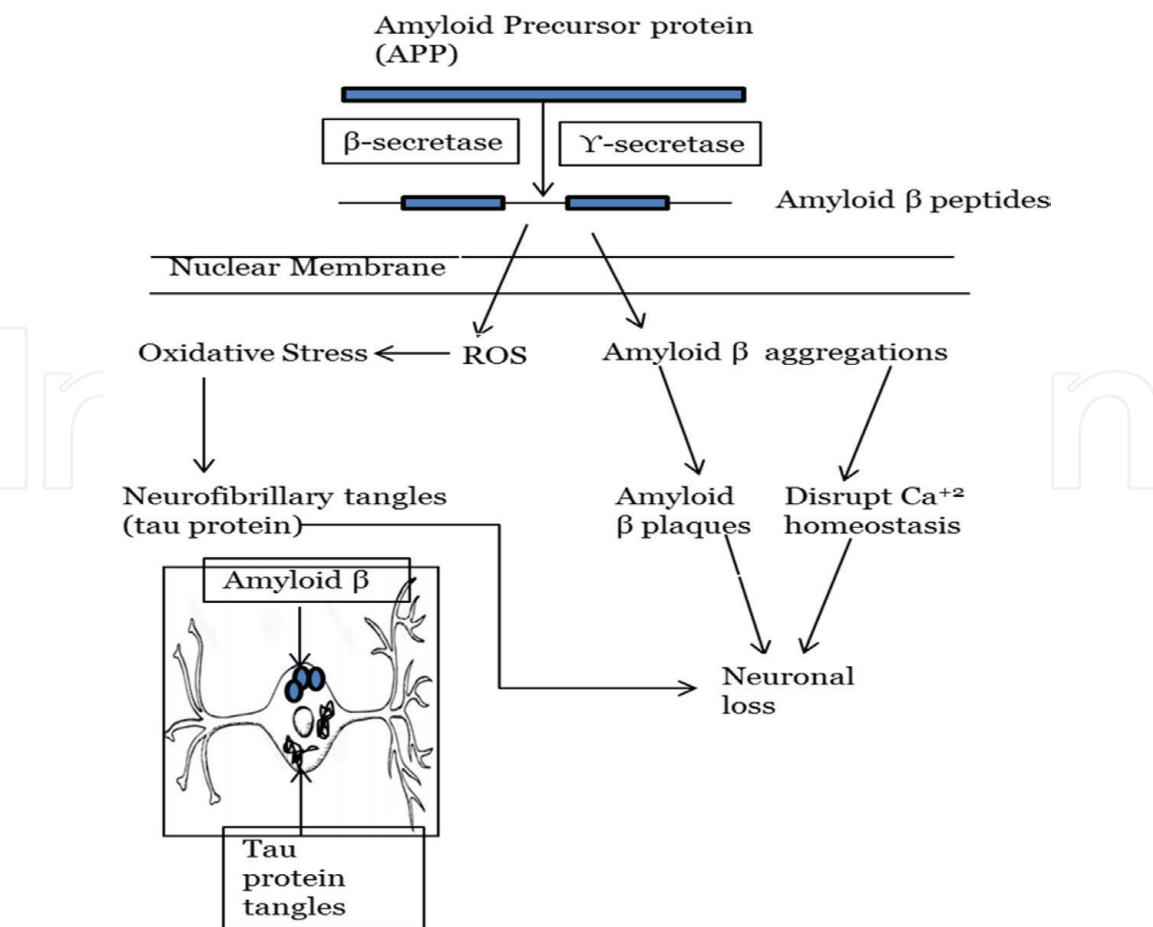 Amyloid Precursor protein
(APP)
β-secretase
ϒ-secretase
Amyloid β peptides
Nuclear Membrane
Oxidative Stress
ROS
Amyloid β aggregations
Neurofibrillary tangles
(tau protein)
Amyloid
β plaques
Disrupt Ca⁺²
homeostasis
Amyloid β
Neuronal
loss
Tau
protein
tangles